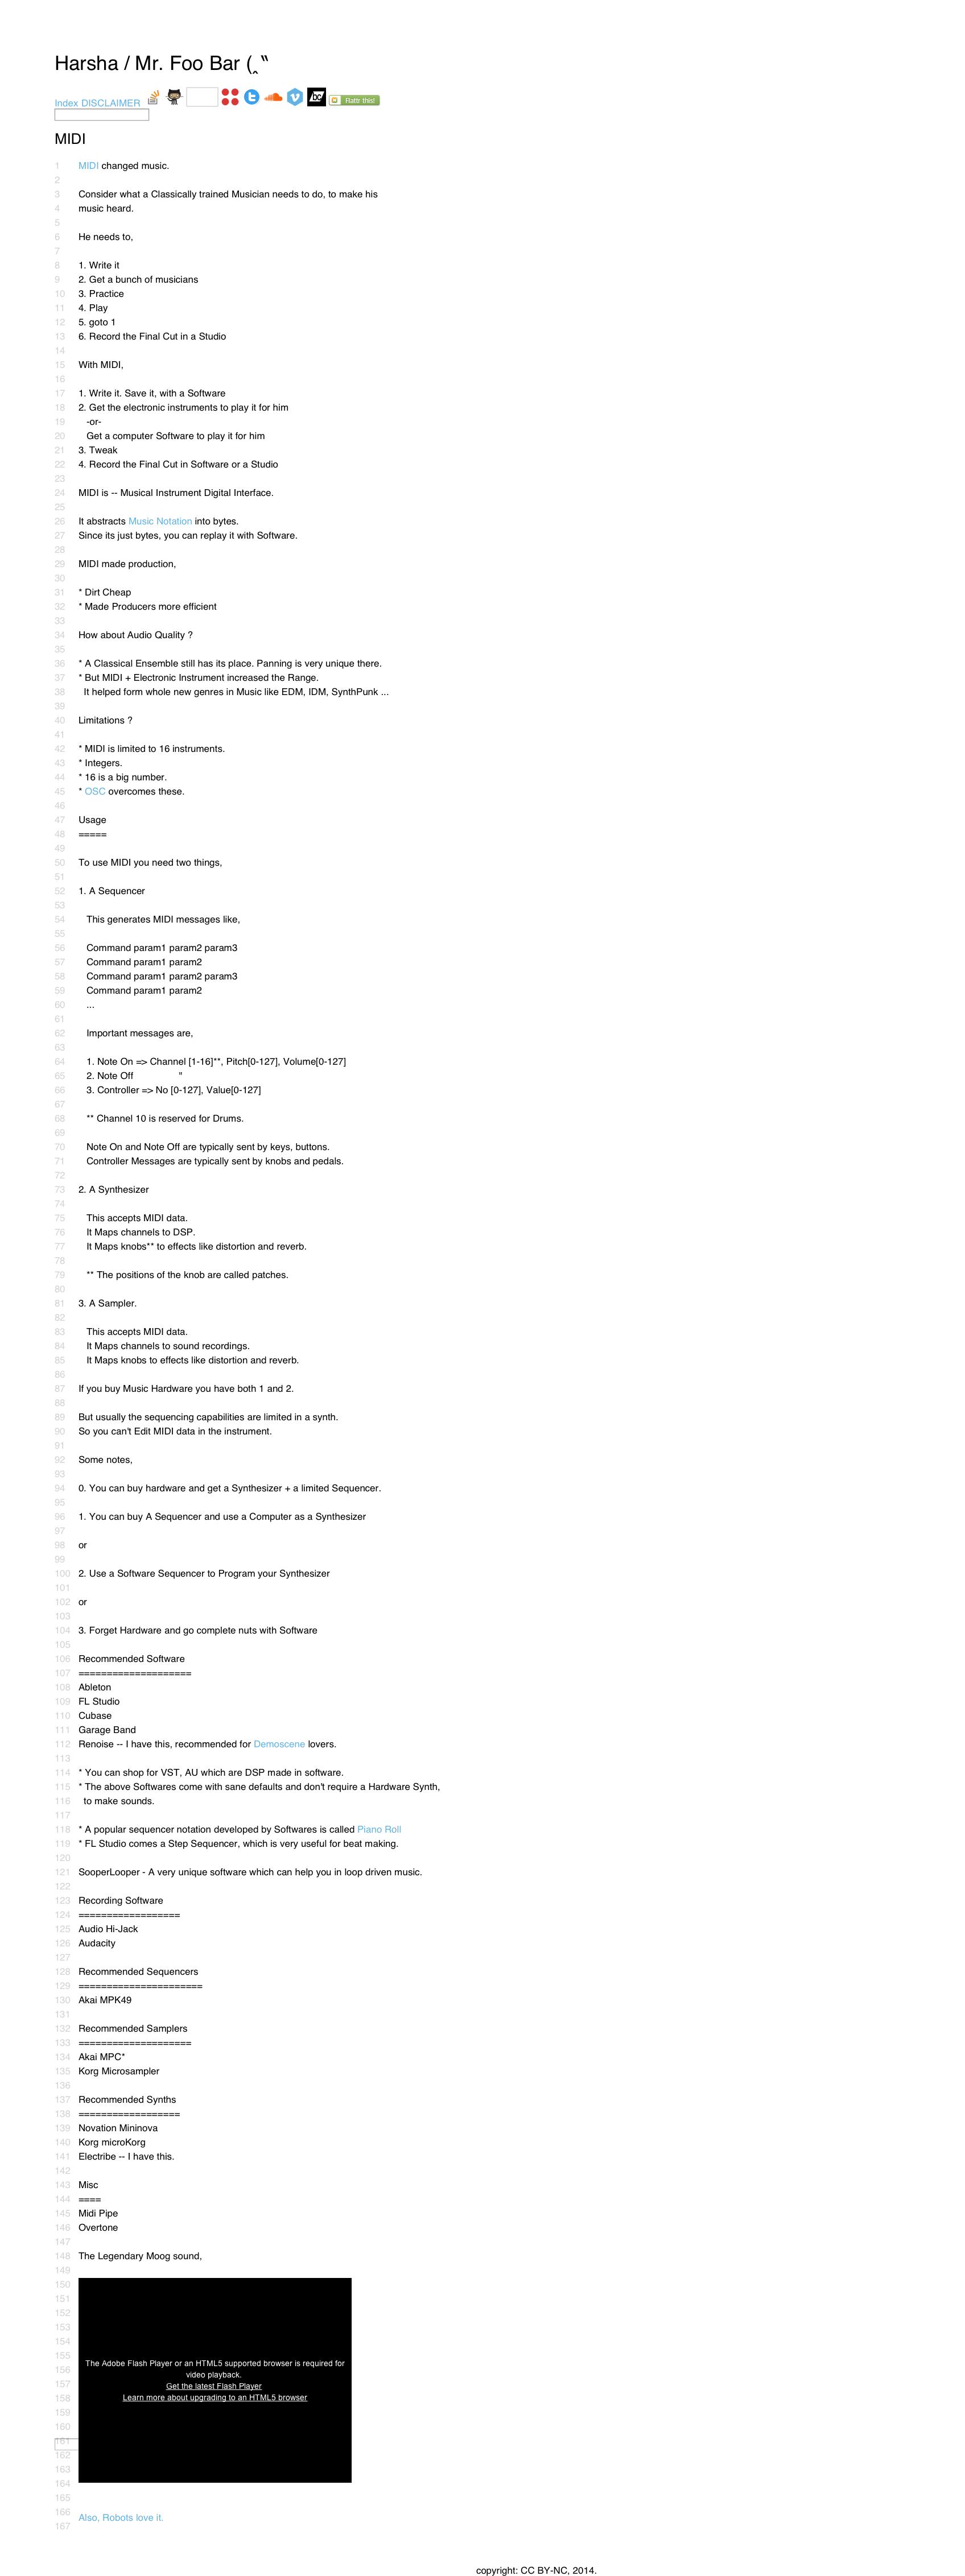 Harsha / Mr. Foo Bar (‸‶
Index DISCLAIMER
Flattr this!
MIDI
1 MIDI changed music.
2
3 Consider what a Classically trained Musician needs to do, to make his
4 music heard.
5
6 He needs to,
7
8 1. Write it
9 2. Get a bunch of musicians
10 3. Practice
11 4. Play
12 5. goto 1
13 6. Record the Final Cut in a Studio
14
15 With MIDI,
16
17 1. Write it. Save it, with a Software
18 2. Get the electronic instruments to play it for him
19 -or-
20 Get a computer Software to play it for him
21 3. Tweak
22 4. Record the Final Cut in Software or a Studio
23
24 MIDI is -- Musical Instrument Digital Interface.
25
26 It abstracts Music Notation into bytes.
27 Since its just bytes, you can replay it with Software.
28
29 MIDI made production,
30
31 * Dirt Cheap
32 * Made Producers more efficient
33
34 How about Audio Quality ?
35
36 * A Classical Ensemble still has its place. Panning is very unique there.
37 * But MIDI + Electronic Instrument increased the Range.
38 It helped form whole new genres in Music like EDM, IDM, SynthPunk ...
39
40 Limitations ?
41
42 * MIDI is limited to 16 instruments.
43 * Integers.
44 * 16 is a big number.
45 * OSC overcomes these.
46
47 Usage
48 =====
49
50 To use MIDI you need two things,
51
52 1. A Sequencer
53
54 This generates MIDI messages like,
55
56 Command param1 param2 param3
57 Command param1 param2
58 Command param1 param2 param3
59 Command param1 param2
60 ...
61
62 Important messages are,
63
64 1. Note On => Channel [1-16]**, Pitch[0-127], Volume[0-127]
65 2. Note Off "
66 3. Controller => No [0-127], Value[0-127]
67
68 ** Channel 10 is reserved for Drums.
69
70 Note On and Note Off are typically sent by keys, buttons.
71 Controller Messages are typically sent by knobs and pedals.
72
73 2. A Synthesizer
74
75 This accepts MIDI data.
76 It Maps channels to DSP.
77 It Maps knobs** to effects like distortion and reverb.
78
79 ** The positions of the knob are called patches.
80
81 3. A Sampler.
82
83 This accepts MIDI data.
84 It Maps channels to sound recordings.
85 It Maps knobs to effects like distortion and reverb.
86
87 If you buy Music Hardware you have both 1 and 2.
88
89 But usually the sequencing capabilities are limited in a synth.
90 So you can't Edit MIDI data in the instrument.
91
92 Some notes,
93
94 0. You can buy hardware and get a Synthesizer + a limited Sequencer.
95
96 1. You can buy A Sequencer and use a Computer as a Synthesizer
97
98 or
99
100 2. Use a Software Sequencer to Program your Synthesizer
101
102 or
103
104 3. Forget Hardware and go complete nuts with Software
105
106 Recommended Software
107 ====================
108 Ableton
109 FL Studio
110 Cubase
111 Garage Band
112 Renoise -- I have this, recommended for Demoscene lovers.
113
114 * You can shop for VST, AU which are DSP made in software.
115 * The above Softwares come with sane defaults and don't require a Hardware Synth,
116 to make sounds.
117
118 * A popular sequencer notation developed by Softwares is called Piano Roll
119 * FL Studio comes a Step Sequencer, which is very useful for beat making.
120
121 SooperLooper - A very unique software which can help you in loop driven music.
122
123 Recording Software
124 ==================
125 Audio Hi-Jack
126 Audacity
127
128 Recommended Sequencers
129 ======================
130 Akai MPK49
131
132 Recommended Samplers
133 ====================
134 Akai MPC*
135 Korg Microsampler
136
137 Recommended Synths
138 ==================
139 Novation Mininova
140 Korg microKorg
141 Electribe -- I have this.
142
143 Misc
144 ====
145 Midi Pipe
146 Overtone
147
148 The Legendary Moog sound,
149
150
151
152
153
154
155 The Adobe Flash Player or an HTML5 supported browser is required for
156 video playback.
157 Get the latest Flash Player
158 Learn more about upgrading to an HTML5 browser
159
160
161
162
163
164
165
166 Also, Robots love it.
167
copyright: CC BY-NC, 2014.